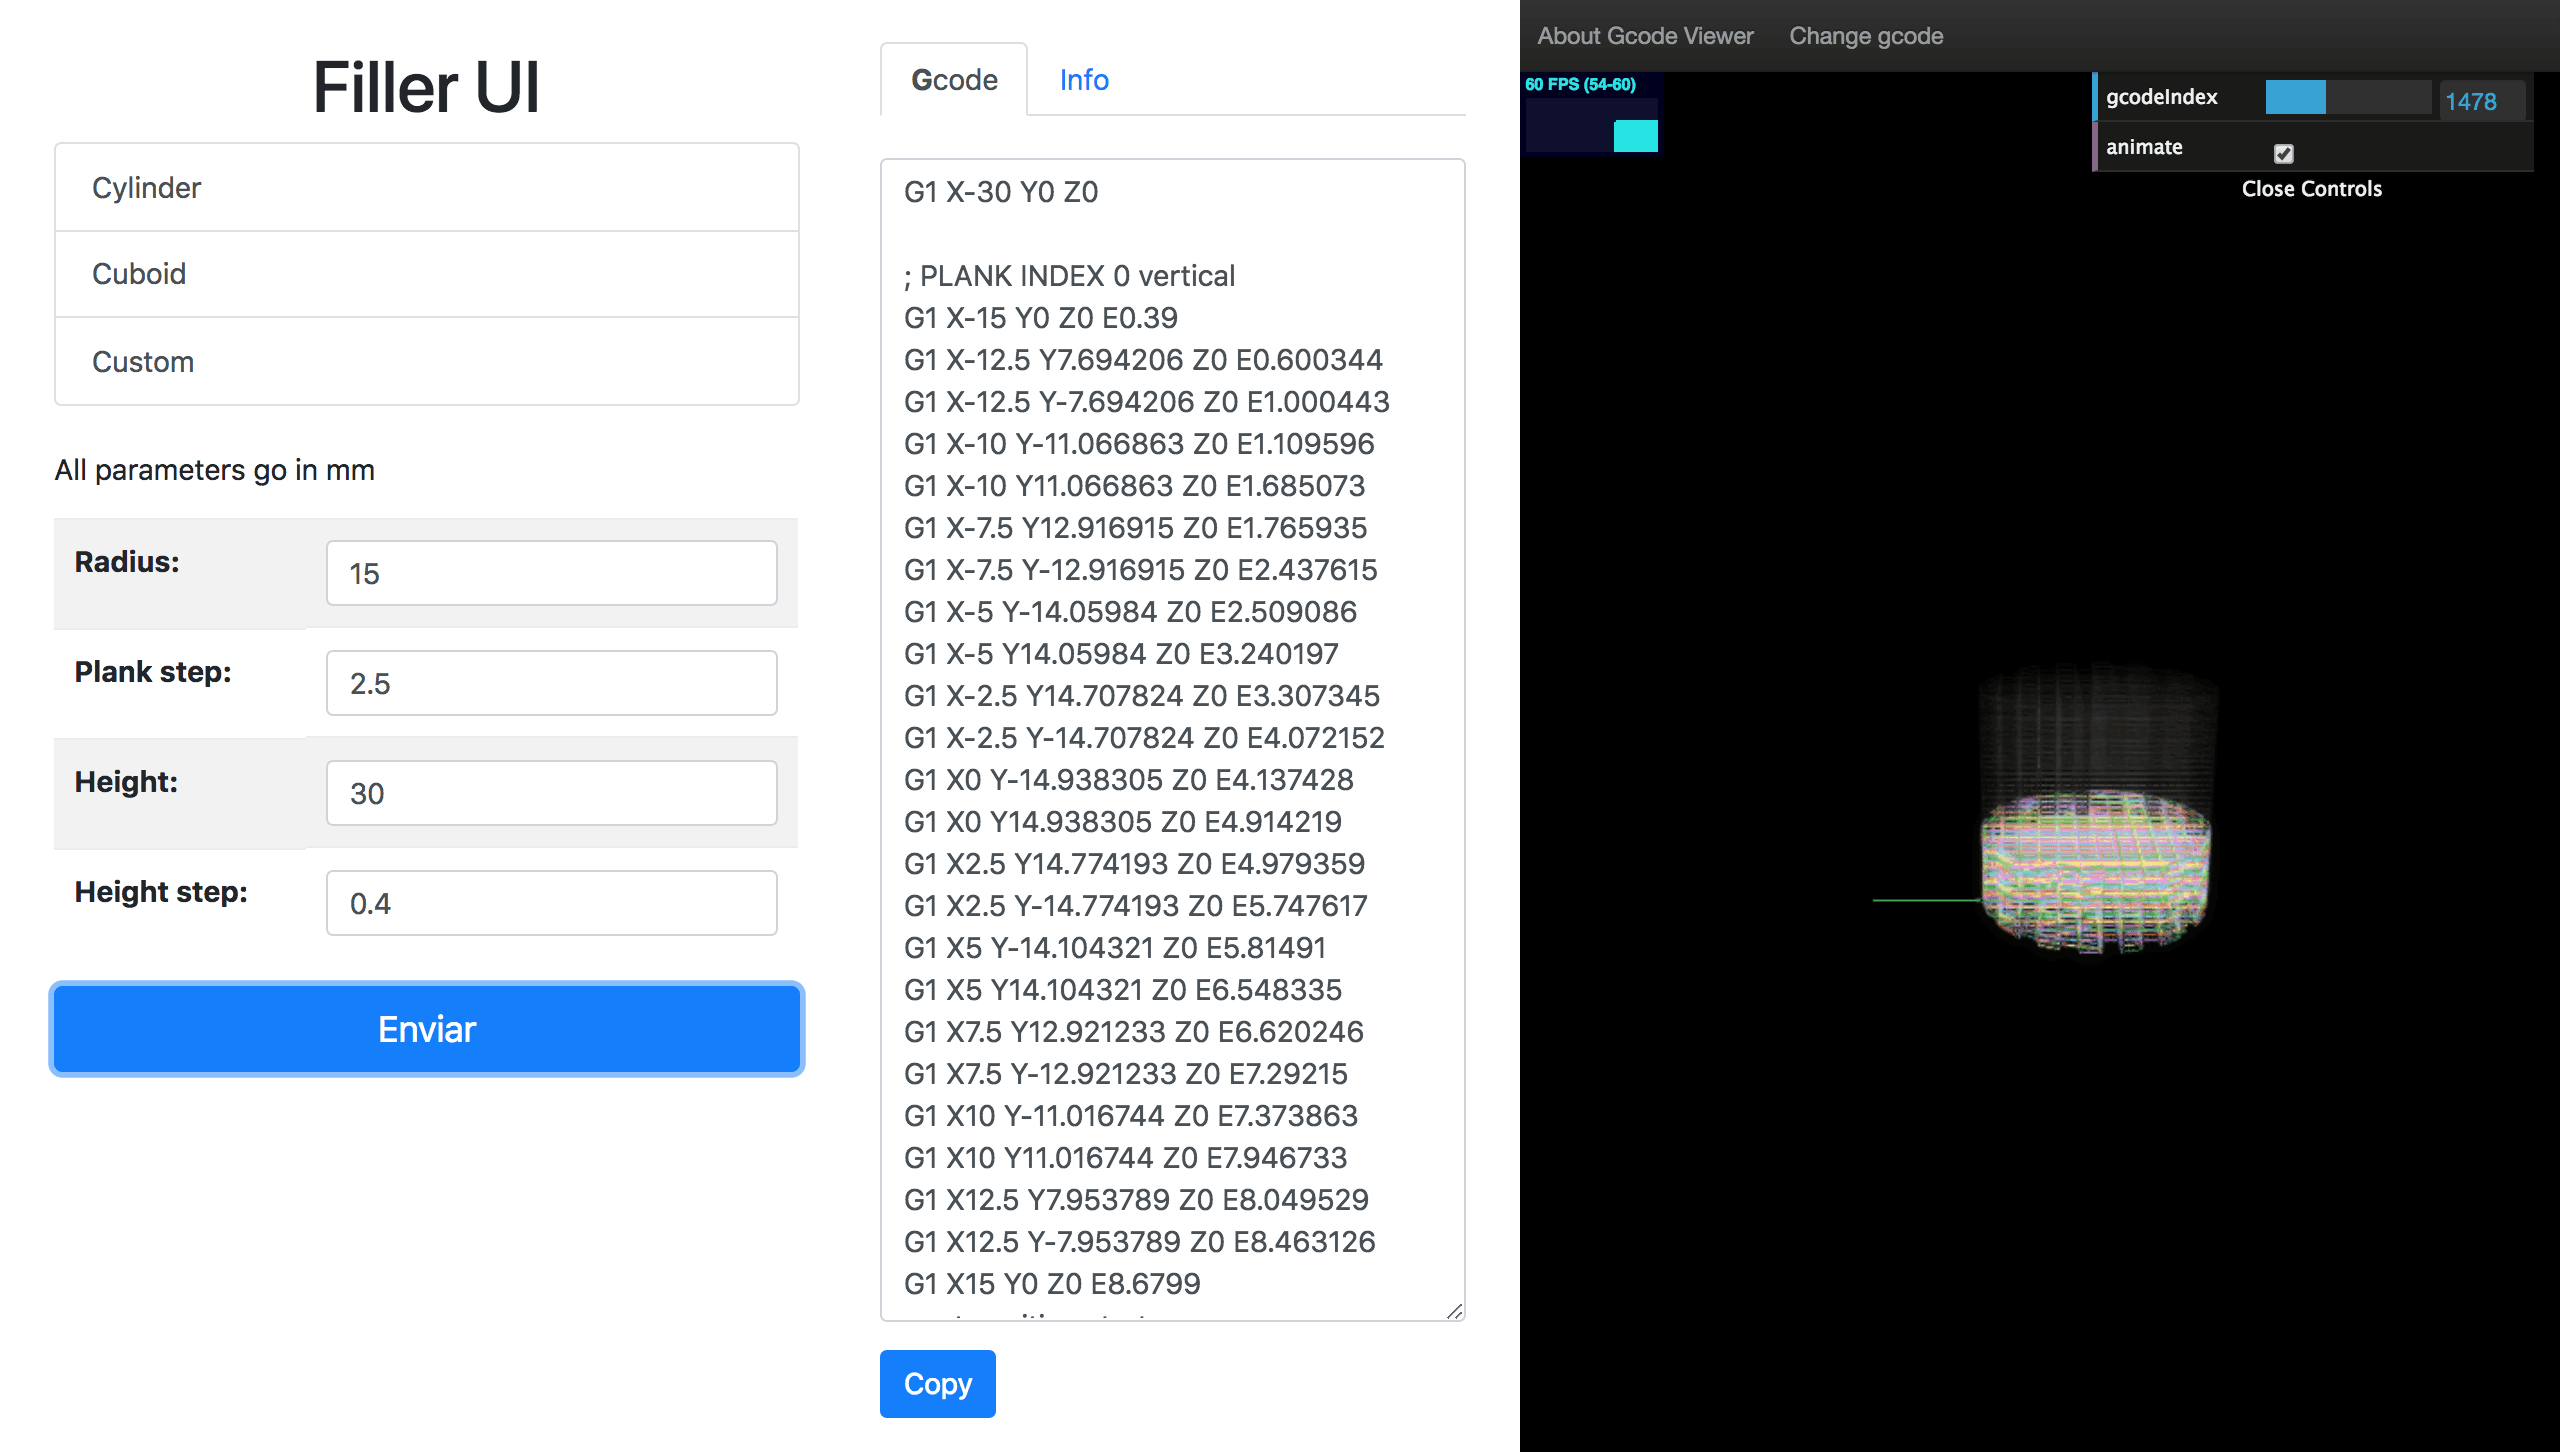 Filler UI
Cylinder
Cuboid
Custom
All parameters go in mm
Radius:
15
Plank step:
2.5
Height:
30
Height step:
0.4
Enviar
Gcode
Info
G1 X-30 Y0 Z0
; PLANK INDEX 0 vertical
G1 X-15 Y0 Z0 E0.39
G1 X-12.5 Y7.694206 Z0 E0.600344
G1 X-12.5 Y-7.694206 Z0 E1.000443
G1 X-10 Y-11.066863 Z0 E1.109596
G1 X-10 Y11.066863 Z0 E1.685073
G1 X-7.5 Y12.916915 Z0 E1.765935
G1 X-7.5 Y-12.916915 Z0 E2.437615
G1 X-5 Y-14.05984 Z0 E2.509086
G1 X-5 Y14.05984 Z0 E3.240197
G1 X-2.5 Y14.707824 Z0 E3.307345
G1 X-2.5 Y-14.707824 Z0 E4.072152
G1 X0 Y-14.938305 Z0 E4.137428
G1 X0 Y14.938305 Z0 E4.914219
G1 X2.5 Y14.774193 Z0 E4.979359
G1 X2.5 Y-14.774193 Z0 E5.747617
G1 X5 Y-14.104321 Z0 E5.81491
G1 X5 Y14.104321 Z0 E6.548335
G1 X7.5 Y12.921233 Z0 E6.620246
G1 X7.5 Y-12.921233 Z0 E7.29215
G1 X10 Y-11.016744 Z0 E7.373863
G1 X10 Y11.016744 Z0 E7.946733
G1 X12.5 Y7.953789 Z0 E8.049529
G1 X12.5 Y-7.953789 Z0 E8.463126
G1 X15 Y0 Z0 E8.6799
Copy
About Gcode Viewer
Change gcode
60 FPS (54-60)
gcodeIndex
1478
animate
Close Controls